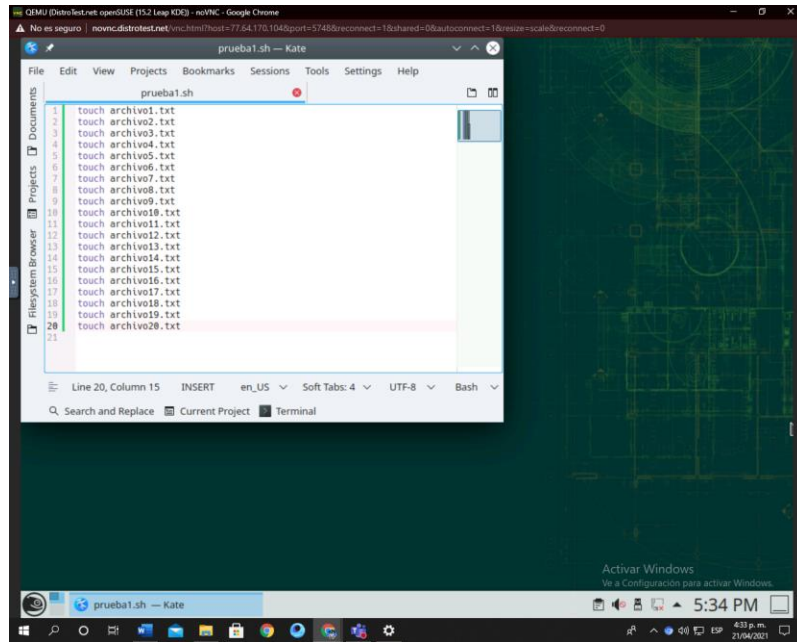 QEMU (DistroTest.net: openSUSE (15.2 Leap KDE)) - noVNC - Google Chrome
No es seguro | novnc.distrotest.net/vnc.html?host=77.64.170.104&port=5748&reconnect=1&shared=0&autoconnect=1&resize=scale&reconnect=0
prueba1.sh — Kate
File Edit View Projects Bookmarks Sessions Tools Settings Help
prueba1.sh
Documents
Projects
Filesystem Browser
1 touch archivo1.txt
2 touch archivo2.txt
3 touch archivo3.txt
4 touch archivo4.txt
5 touch archivo5.txt
6 touch archivo6.txt
7 touch archivo7.txt
8 touch archivo8.txt
9 touch archivo9.txt
10 touch archivo10.txt
11 touch archivo11.txt
12 touch archivo12.txt
13 touch archivo13.txt
14 touch archivo14.txt
15 touch archivo15.txt
16 touch archivo16.txt
17 touch archivo17.txt
18 touch archivo18.txt
19 touch archivo19.txt
20 touch archivo20.txt
21
Line 20, Column 15 INSERT en_US Soft Tabs: 4 UTF-8 Bash
Search and Replace Current Project Terminal
Activar Windows
Ve a Configuración para activar Windows.
prueba1.sh — Kate
5:34 PM
ESP
4:33 p. m.
21/04/2021